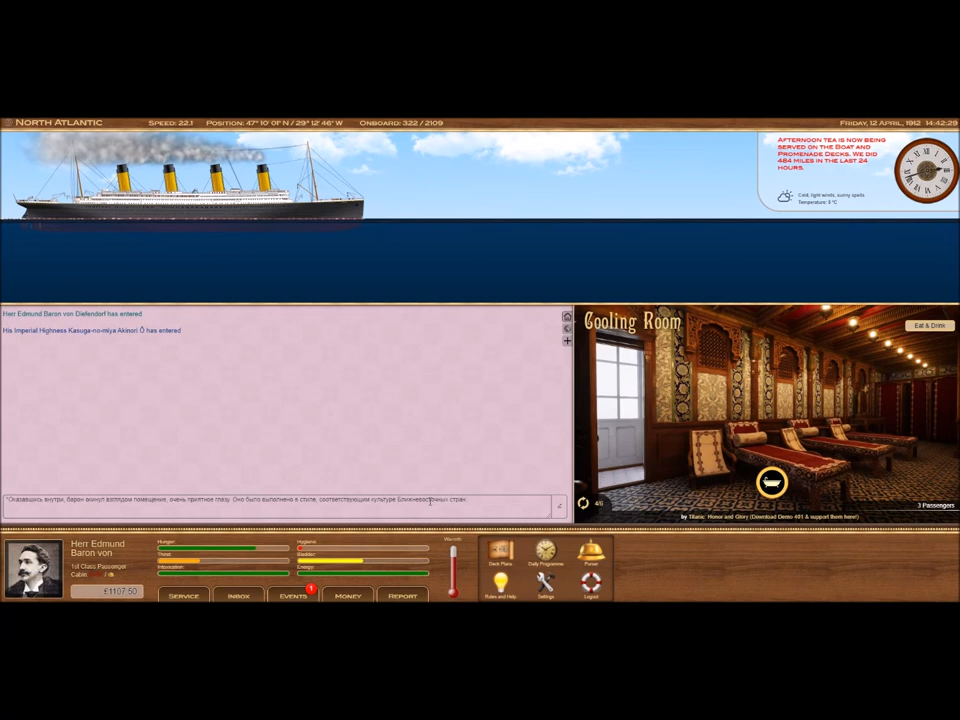 NORTH ATLANTIC SPEED: 22.1 POSITION: 47° 10' 01" N / 29° 12' 46" W ONBOARD: 322 / 2109 FRIDAY, 12 APRIL, 1912 14:42:29
AFTERNOON TEA IS NOW BEING
SERVED ON THE BOAT AND
PROMENADE DECKS. WE DID
484 MILES IN THE LAST 24
HOURS.
Cold, light winds, sunny spells
Temperature: 8 °C
Herr Edmund Baron von Diefendorf has entered
His Imperial Highness Kasuga-no-miya Akinori Ō has entered
Cooling Room
Eat & Drink
*Оказавшись внутри, барон окинул взглядом помещение, очень приятное глазу. Оно было выполнено в стиле, соответствующим культуре Ближневосточных стран.
4/6
3 Passengers
by Titanic: Honor and Glory (Download Demo 401 & support them here!)
Herr Edmund
Baron von
1st Class Passenger
Cabin:
£1107.50
Hunger:
Thirst:
Intoxication:
Hygiene:
Bladder:
Energy:
Warmth:
SERVICE INBOX EVENTS 1 MONEY REPORT
Deck Plans Daily Programme Purser
Rules and Help Settings Logout